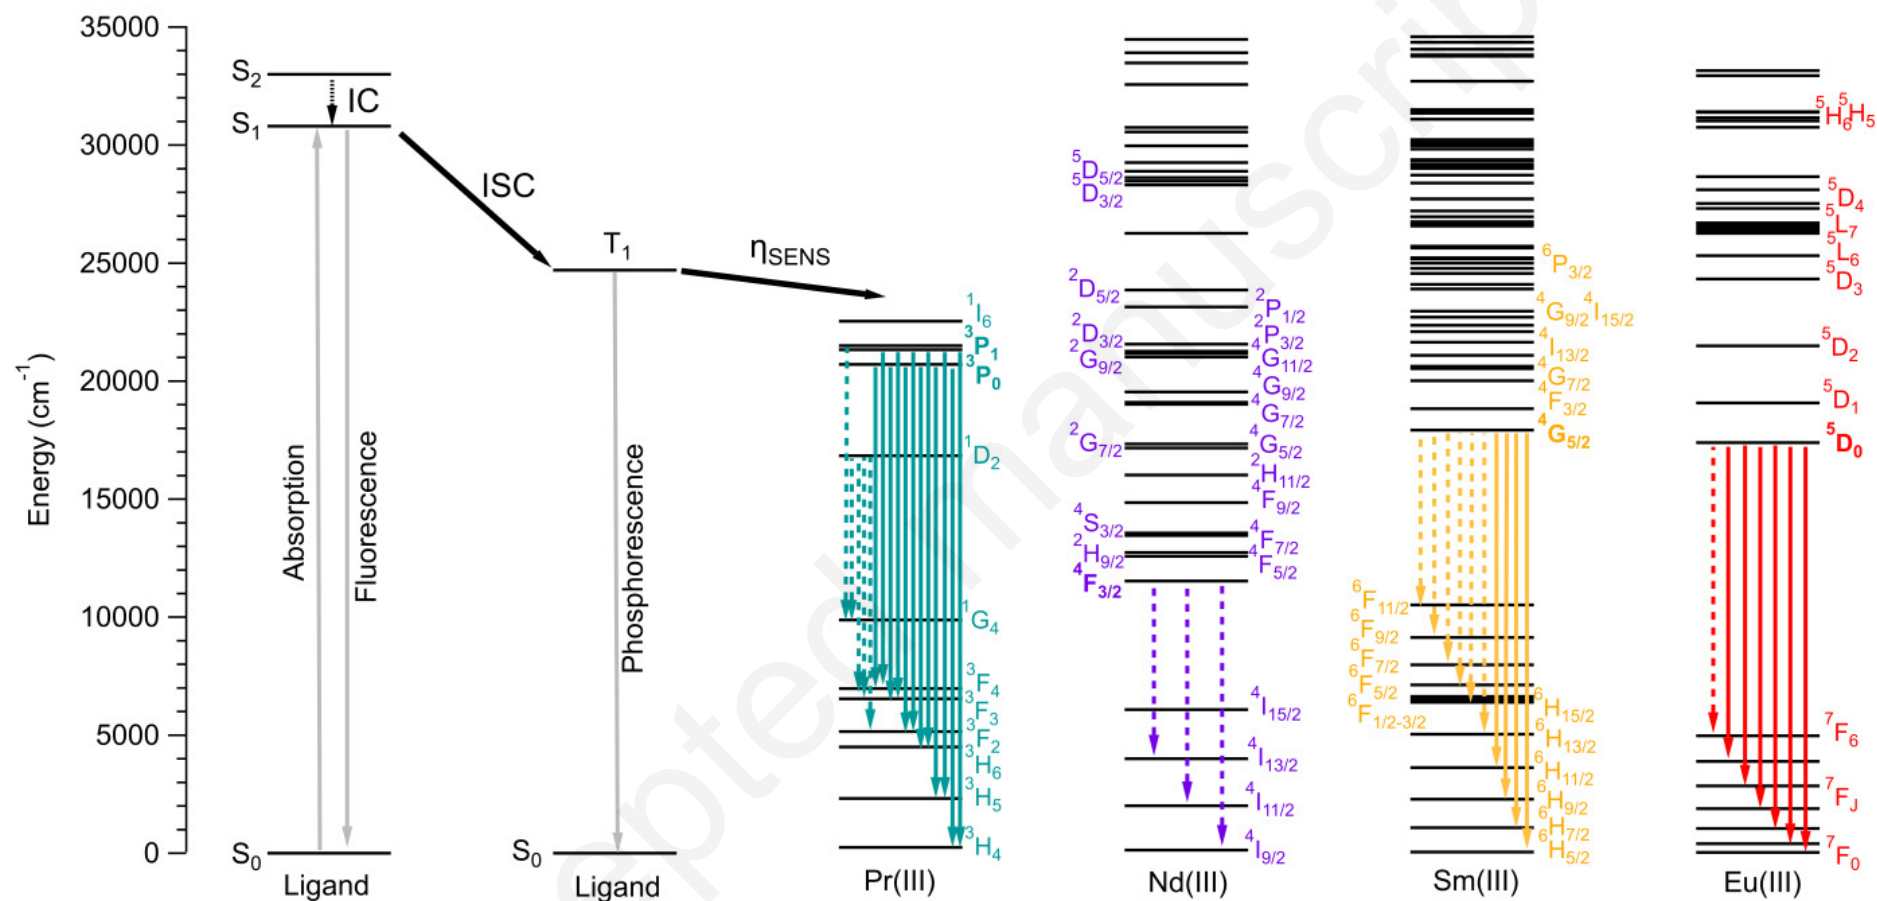 Energy (cm⁻¹)
35000
30000
25000
20000
15000
10000
5000
0
S₂
IC
S₁
ISC
Absorption
Fluorescence
S₀
Ligand
T₁
ηSENS
Phosphorescence
S₀
Ligand
¹I₆
³P₁
³P₀
¹D₂
¹G₄
³F₄
³F₃
³F₂
³H₆
³H₅
³H₄
Pr(III)
⁵D5/2
⁵D3/2
²D5/2
²P1/2
²D3/2
²P3/2
²G9/2
⁴G11/2
⁴G9/2
⁴G7/2
²G7/2
⁴G5/2
²H11/2
⁴F9/2
⁴S3/2
⁴F7/2
²H9/2
⁴F5/2
⁴F3/2
⁴I15/2
⁴I13/2
⁴I11/2
⁴I9/2
Nd(III)
⁶P3/2
⁴G9/2 ⁴I15/2
⁴I13/2
⁴G7/2
⁴F3/2
⁴G5/2
⁶F11/2
⁶F9/2
⁶F7/2
⁶F5/2
⁶F1/2-3/2
⁶H15/2
⁶H13/2
⁶H11/2
⁶H9/2
⁶H7/2
⁶H5/2
Sm(III)
⁵H₆ ⁵H₅
⁵D₄
⁵L₇
⁵L₆
⁵D₃
⁵D₂
⁵D₁
⁵D₀
⁷F₆
⁷FJ
⁷F₀
Eu(III)
epted manuscrip